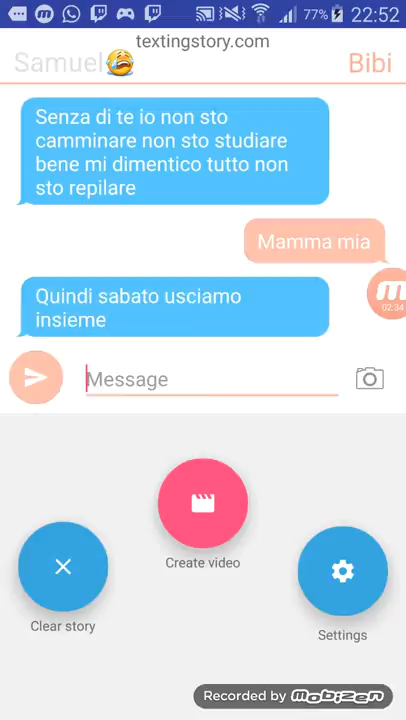 77% 22:52
textingstory.com
Samuel😭 Bibi
Senza di te io non sto
camminare non sto studiare
bene mi dimentico tutto non
sto repilare
Mamma mia
Quindi sabato usciamo
insieme
02:34
Message
Create video
Clear story
Settings
Recorded by Mobizen